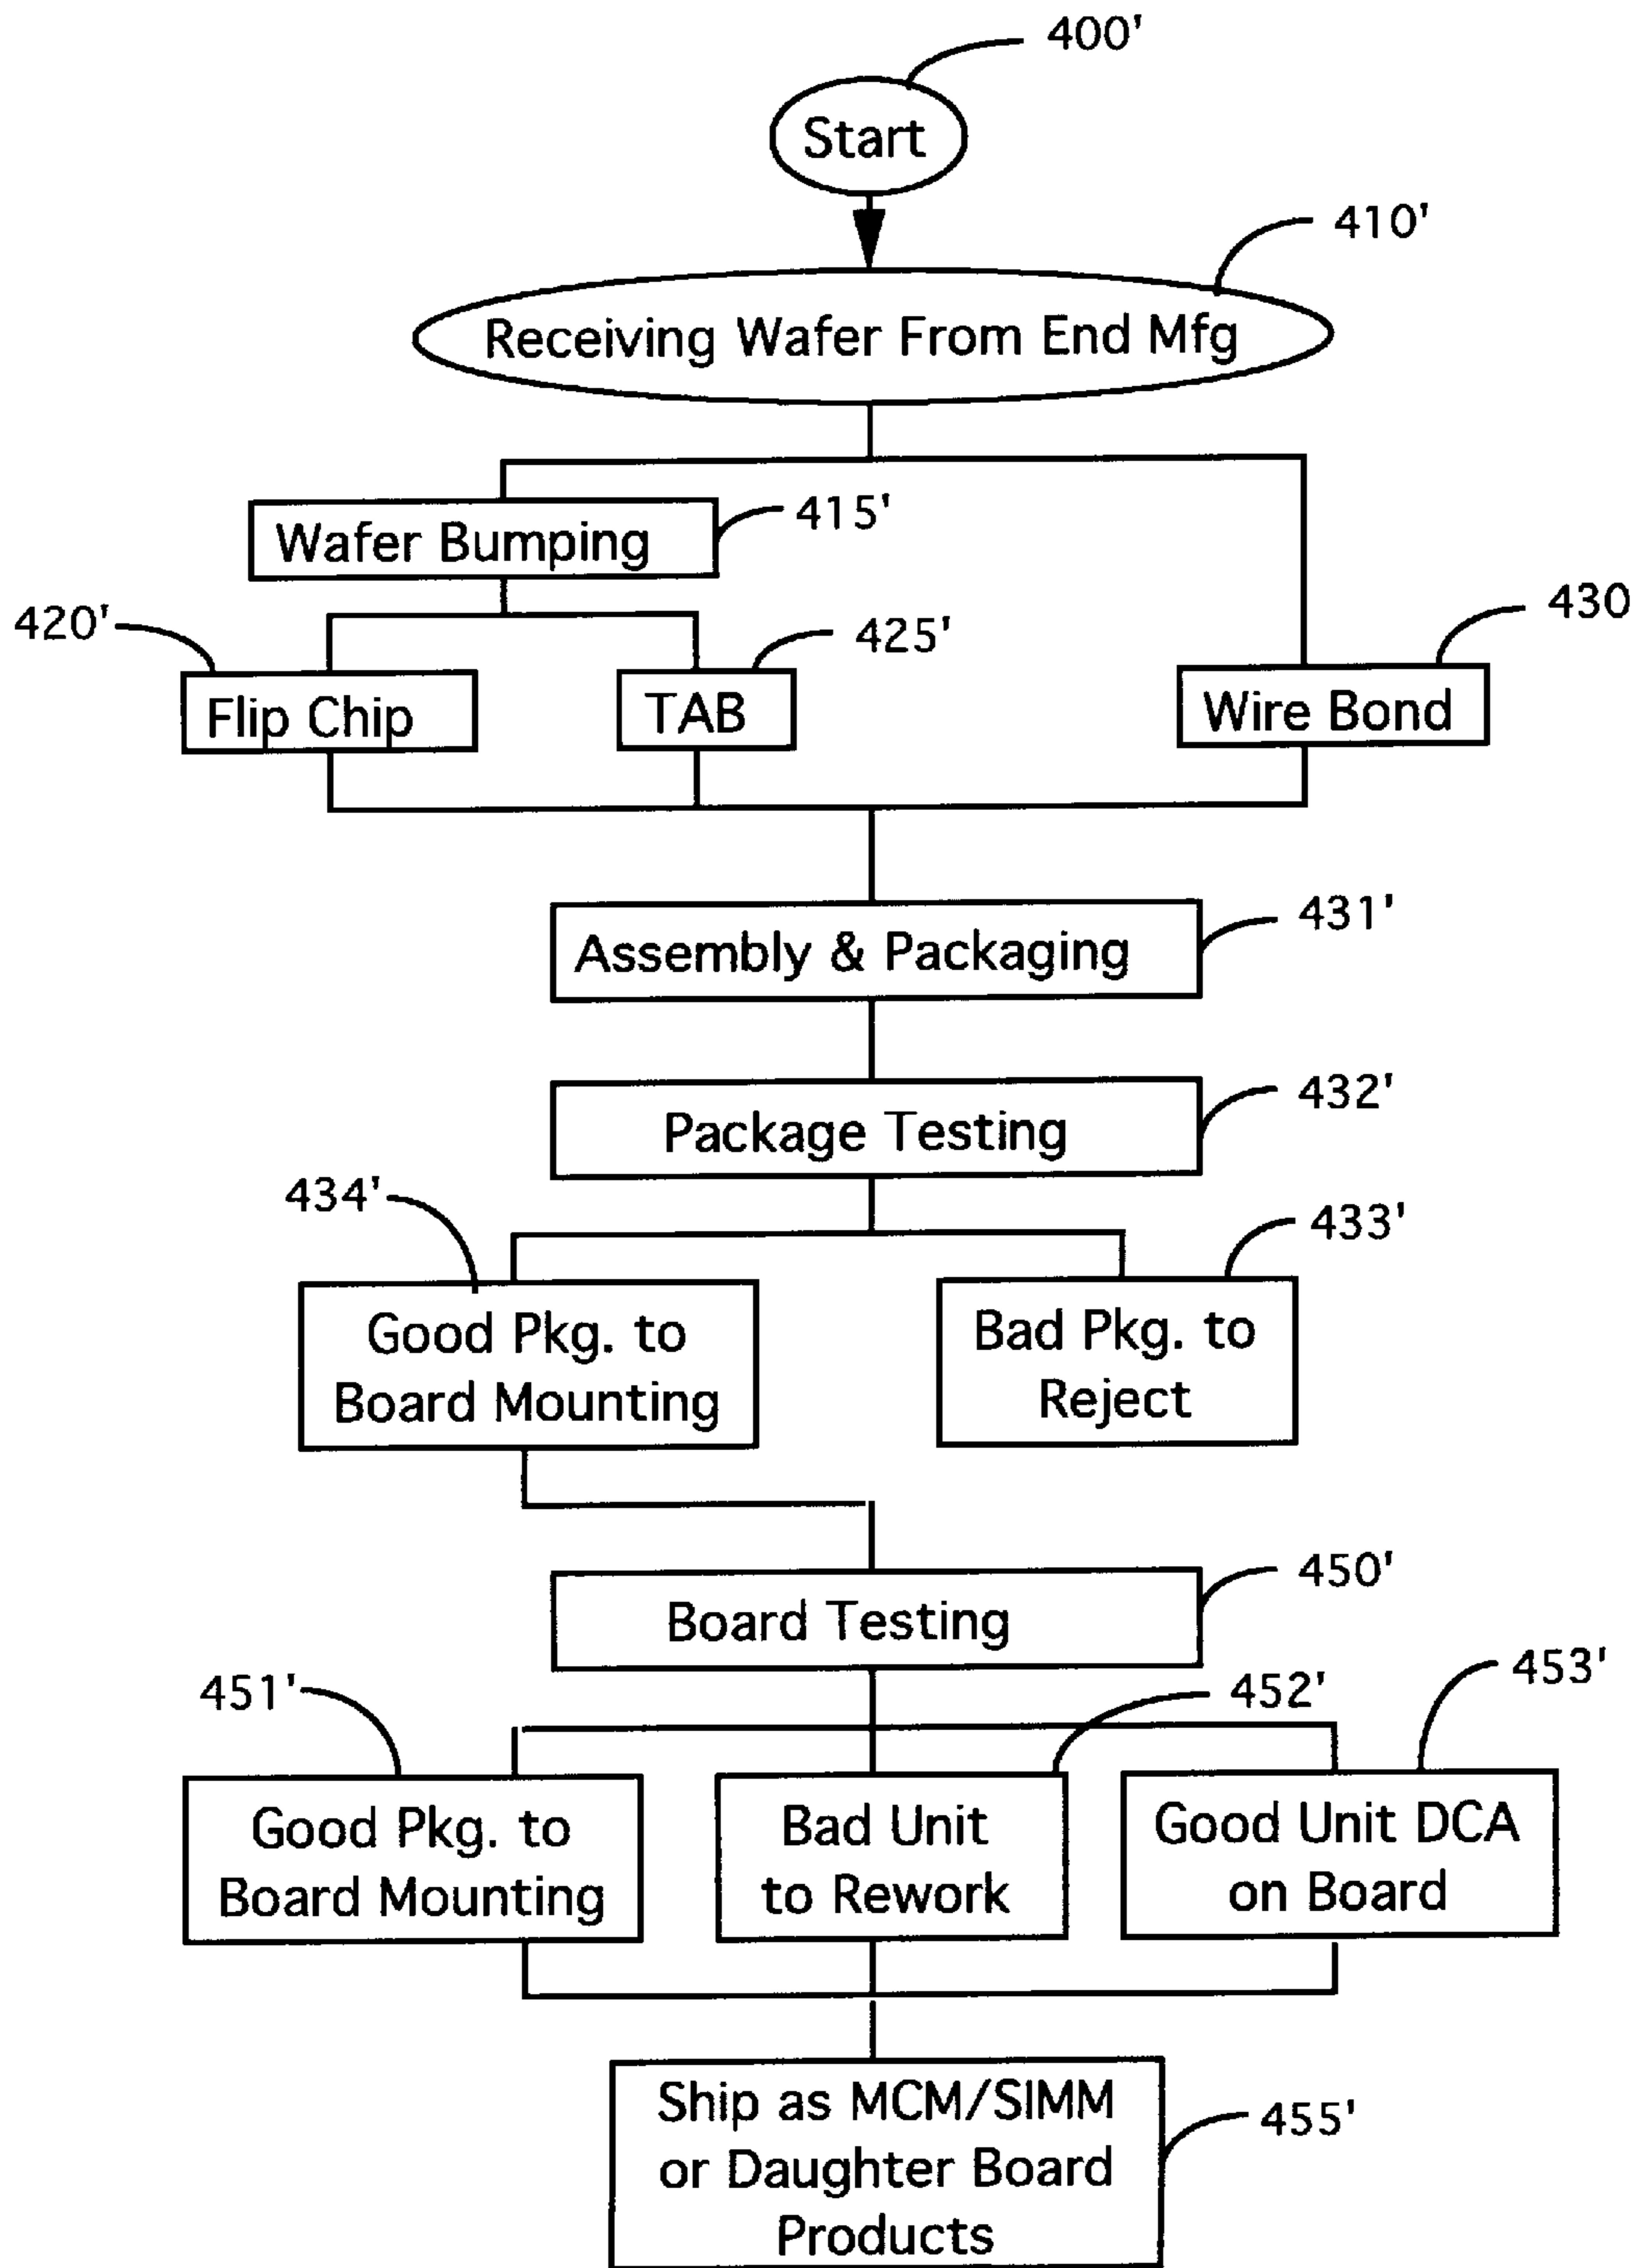 400'
Start
410'
Receiving Wafer From End Mfg
Wafer Bumping
415'
420'
425'
430
Flip Chip
TAB
Wire Bond
431'
Assembly & Packaging
432'
Package Testing
434'
433'
Good Pkg. to
Board Mounting
Bad Pkg. to
Reject
450'
Board Testing
451'
452'
453'
Good Pkg. to
Board Mounting
Bad Unit
to Rework
Good Unit DCA
on Board
Ship as MCM/SIMM
or Daughter Board
Products
455'